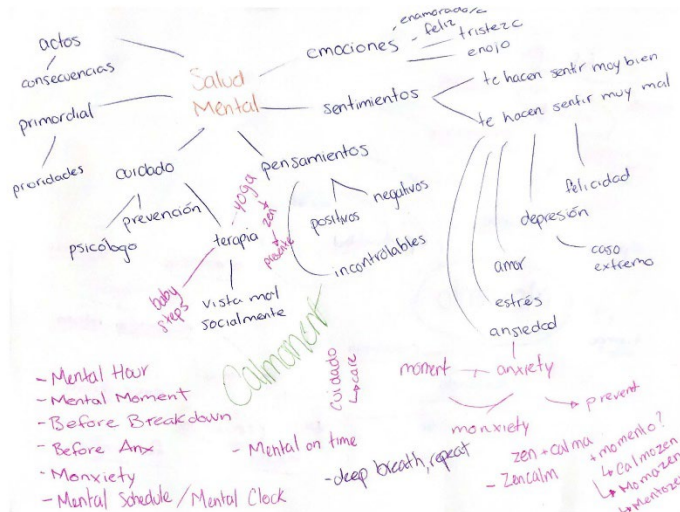 actos
consecuencias
primordial
prioridades
Salud
Mental
emociones
enamorador
feliz
tristeza
enojo
sentimientos
te hacen sentir muy bien
te hacen sentir muy mal
felicidad
depresión
caso
extremo
amor
estrés
ansiedad
cuidado
psicólogo
prevención
terapia
baby
steps
vista mal
socialmente
yoga
zen
practice
pensamientos
negativos
positivos
incontrolables
Calmoment
cuidado
↳ care
moment + anxiety
→ prevent
monxiety
zen + calma
+ momento?
- Zencalm
↳ Calmozen
↳ Momozen
↳ Mentozen
- Mental Hour
- Mental Moment
- Before Breakdown
- Before Anx
- Monxiety
- Mental Schedule / Mental Clock
- Mental on time
- deep breath, repeat